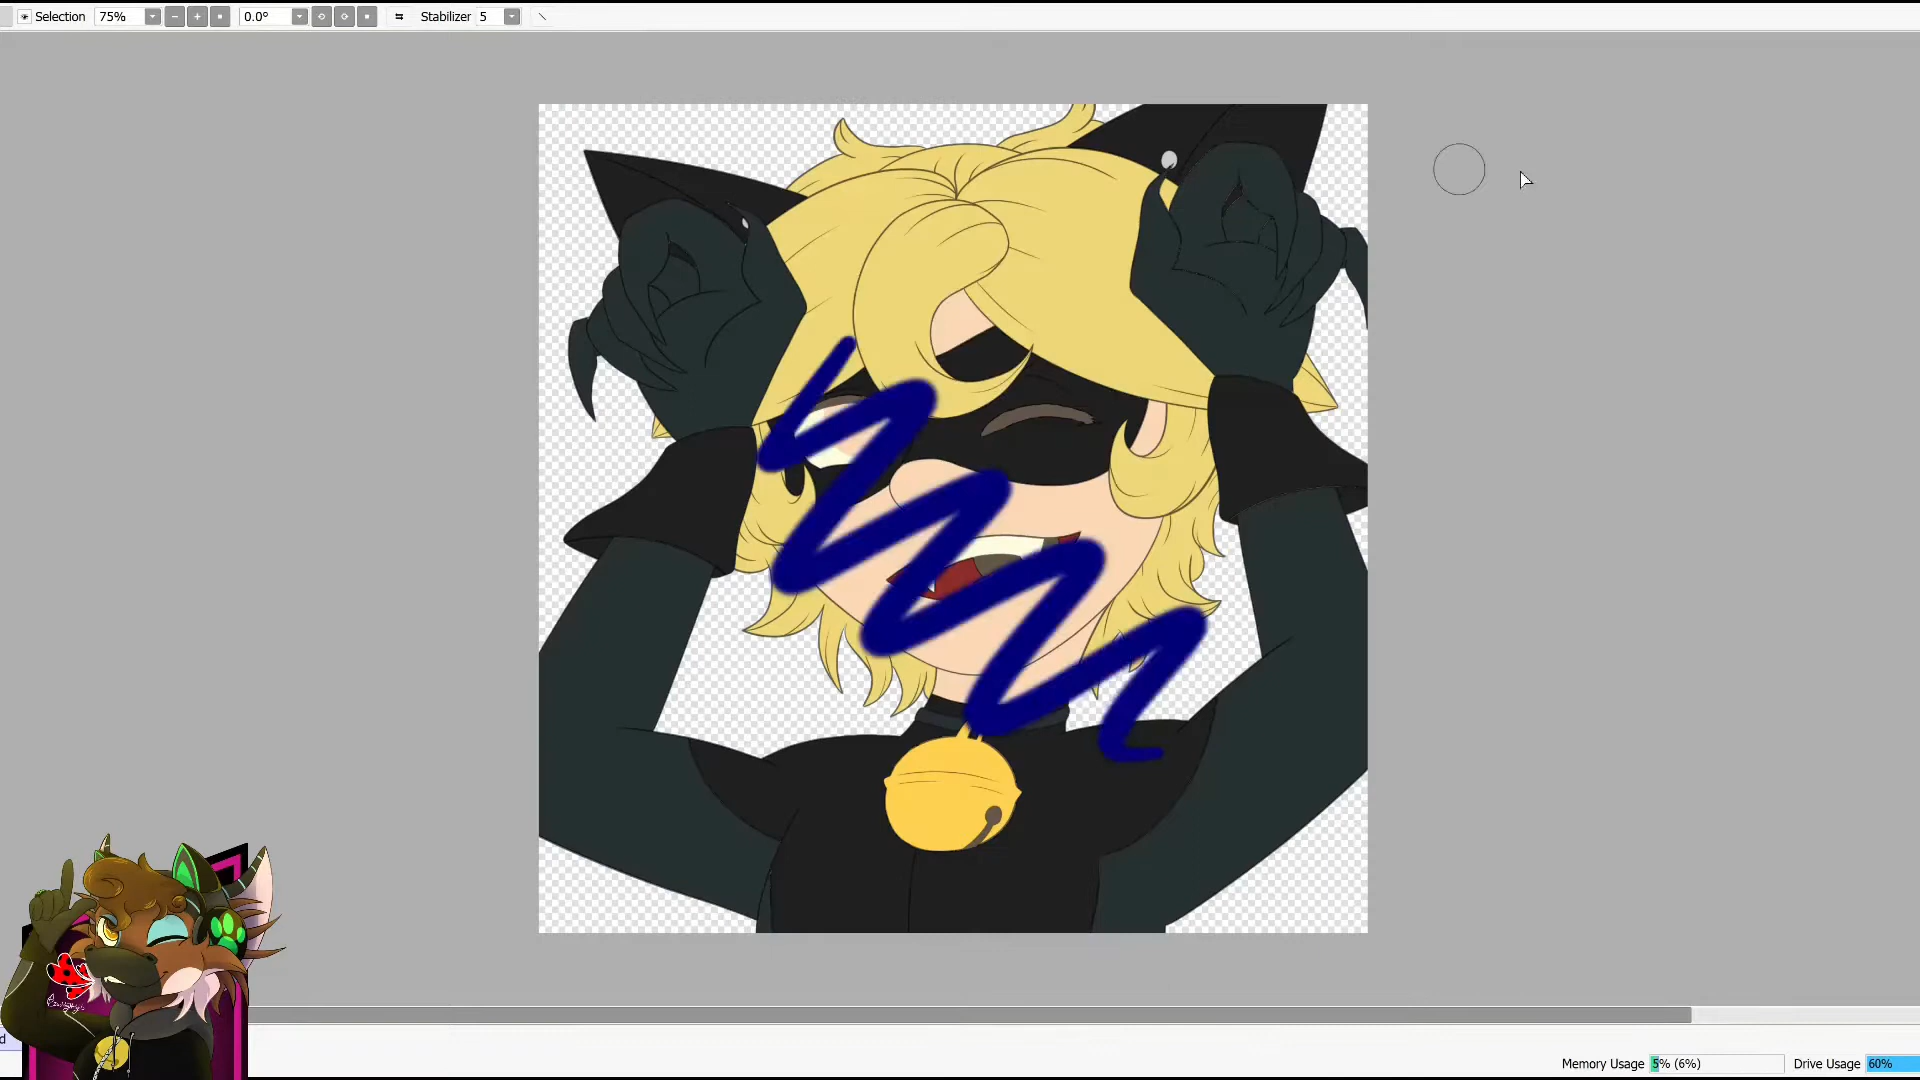 Selection 75% 0.0° Stabilizer 5
d
Memory Usage 5% (6%) Drive Usage 60%